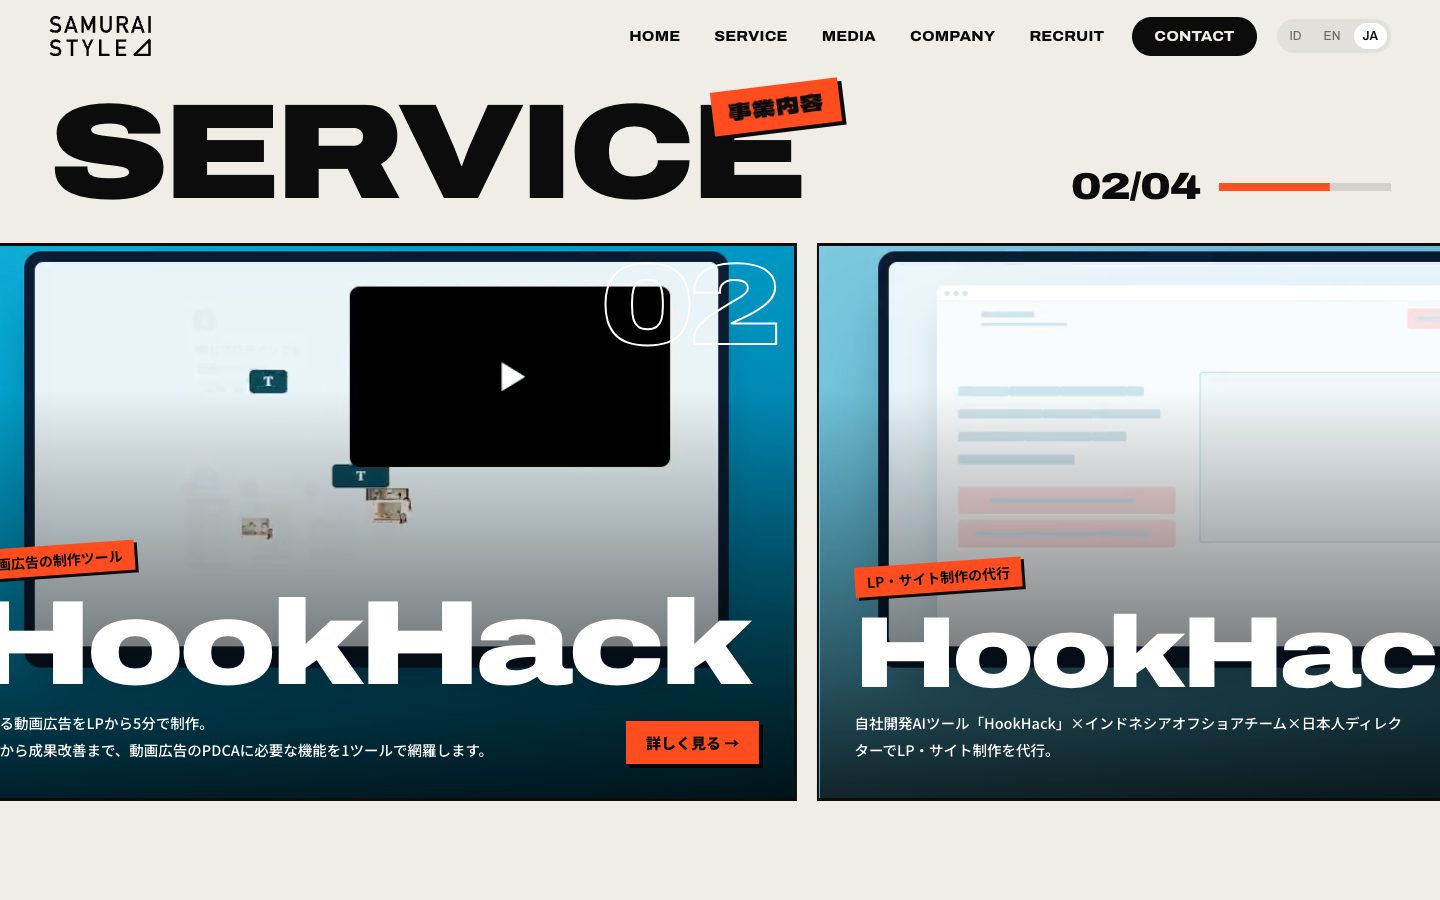 SAMURAI
STYLE
HOME
SERVICE
MEDIA
COMPANY
RECRUIT
CONTACT
ID
EN
JA
SERVICE
事業内容
02/04
02
T
T
画広告の制作ツール
HookHack
る動画広告をLPから5分で制作。
から成果改善まで、動画広告のPDCAに必要な機能を1ツールで網羅します。
詳しく見る →
LP・サイト制作の代行
HookHac
自社開発AIツール「HookHack」×インドネシアオフショアチーム×日本人ディレク
ターでLP・サイト制作を代行。